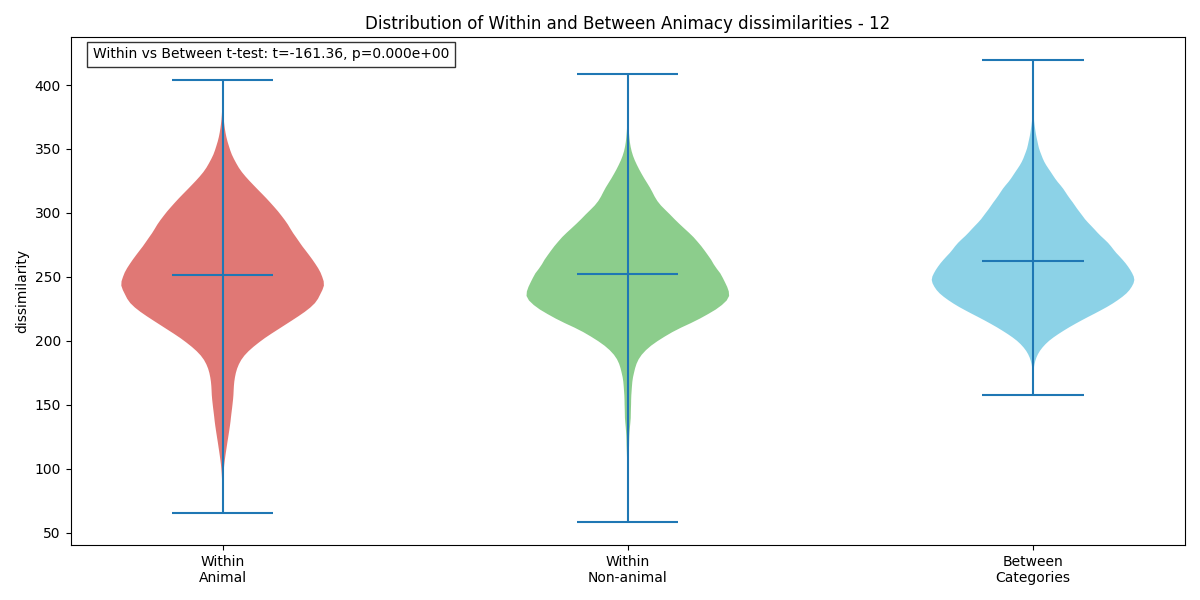 Distribution of Within and Between Animacy dissimilarities - 12
Within vs Between t-test: t=-161.36, p=0.000e+00
dissimilarity
400
350
300
250
200
150
100
50
Within
Animal
Within
Non-animal
Between
Categories